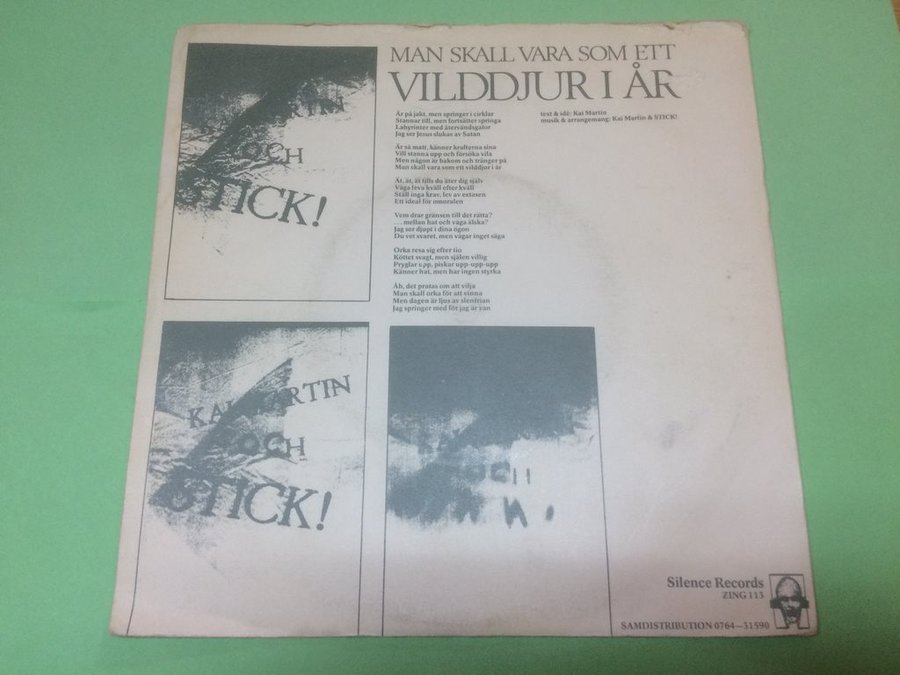 MAN SKALL VARA SOM ETT
VILDDJUR I ÅR
Är på jakt, men springer i cirklar
Stannar till, men fortsätter springa
Labyrinter med återvändsgator
Jag ser Jesus slukas av Satan
Är så matt, känner krafterna sina
Vill stanna upp och försöka vila
Men någon är bakom och tränger på
Man skall vara som ett vilddjur i år
Ät, ät, ät tills du äter dig själv
Våga leva kväll efter kväll
Ställ inga krav, lev av extasen
Ett ideal för omoralen
Vem drar gränsen till det rätta?
. . . mellan hat och våga älska?
Jag ser djupt i dina ögon
Du vet svaret, men vågar inget säga
Orka resa sig efter tio
Köttet svagt, men själen villig
Pryglar upp, piskar upp-upp-upp
Känner hat, men har ingen styrka
Åh, det pratas om att vilja
Man skall orka för att vinna
Men dagen är ljus av slentrian
Jag springer med för jag är van
text & idé: Kai Martin
musik & arrangemang: Kai Martin & STICK!
MARTIN
OCH
STICK!
KAI MARTIN
OCH
STICK!
OCH
Silence Records
ZING 113
SAMDISTRIBUTION 0764—31590